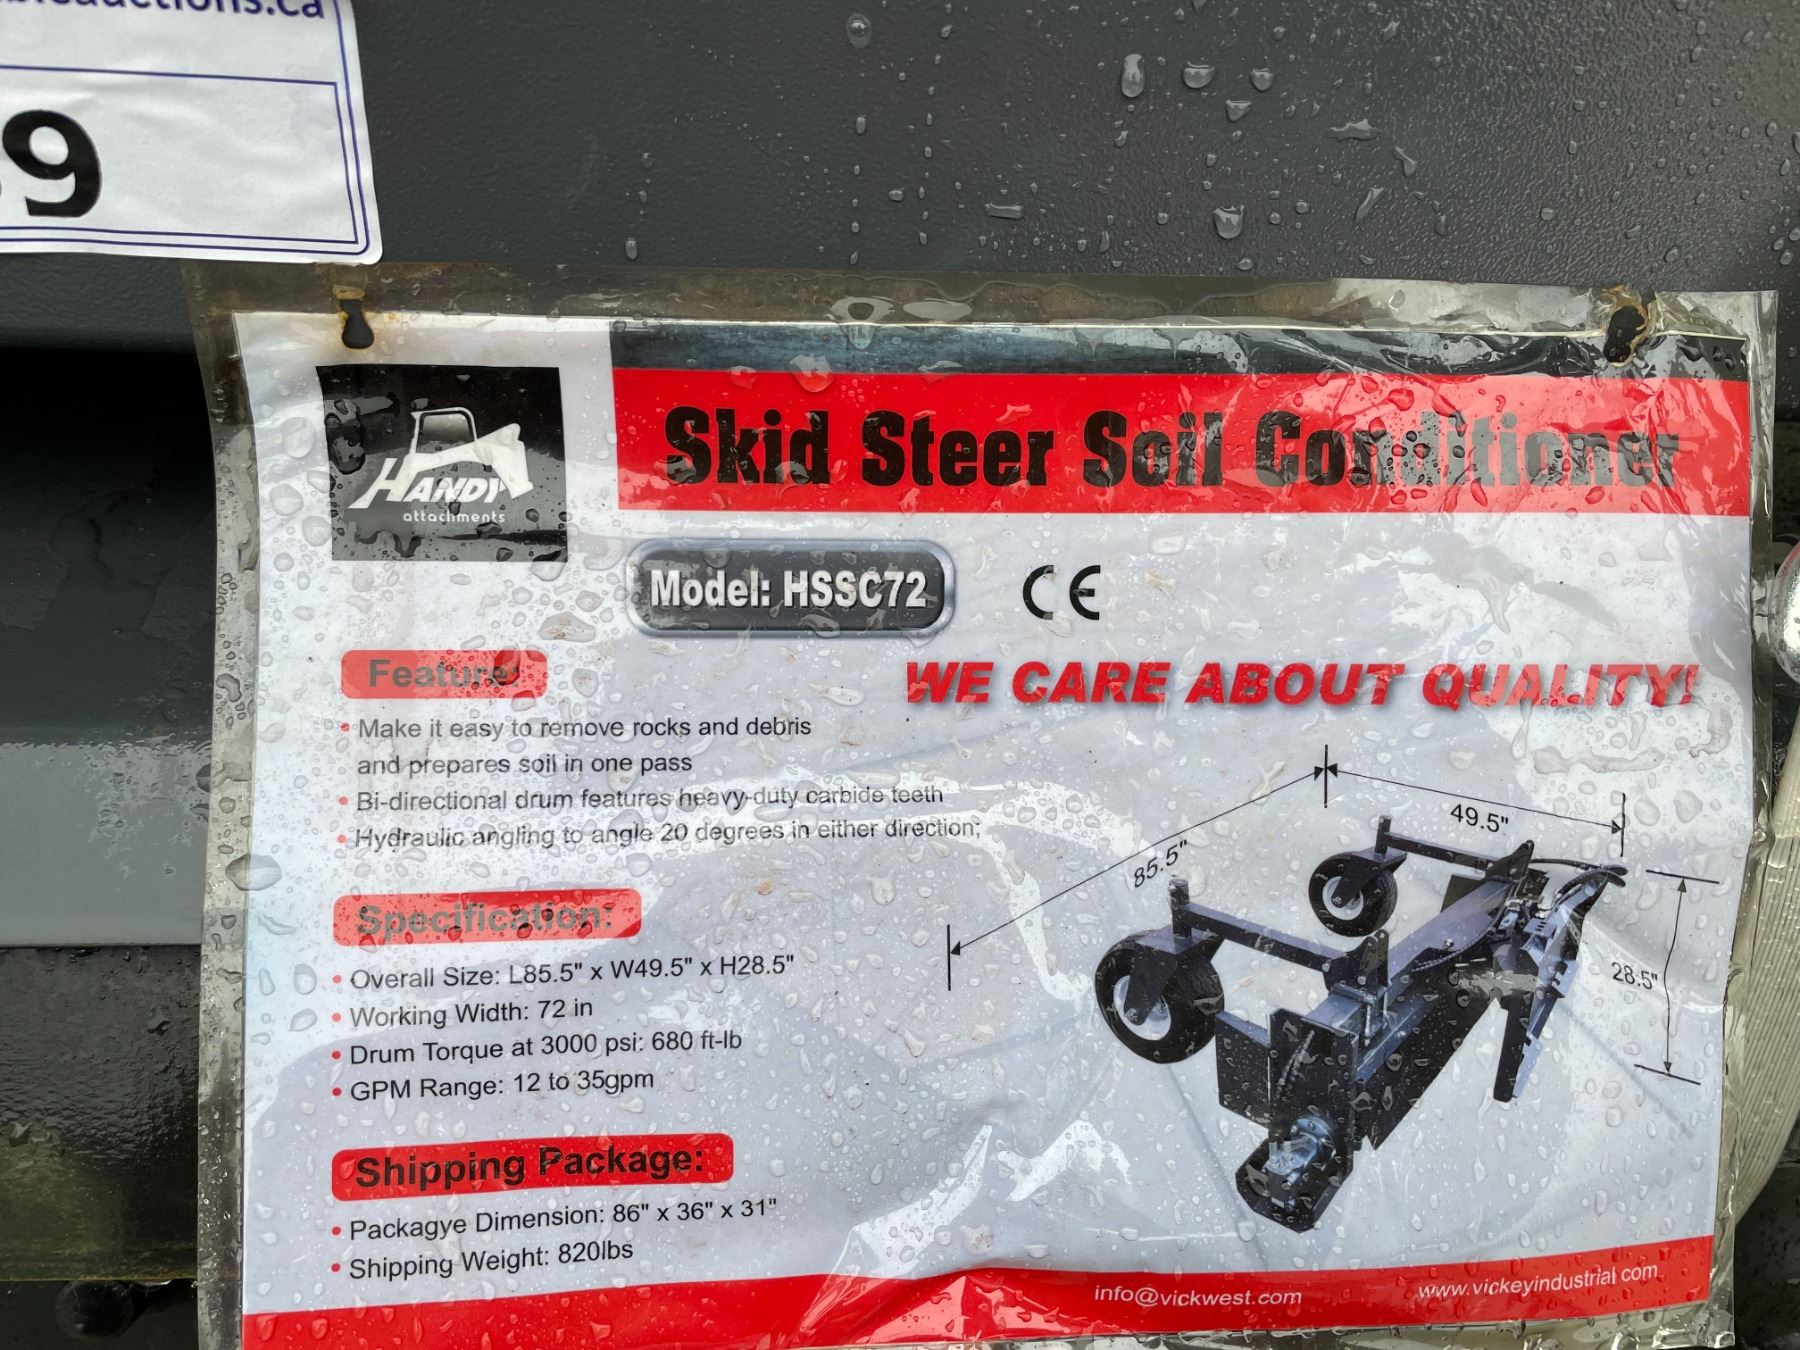 9
HANDY
attachments
Skid Steer Soil Conditioner
Model: HSSC72
CE
Feature:
WE CARE ABOUT QUALITY!
• Make it easy to remove rocks and debris
and prepares soil in one pass
• Bi-directional drum features heavy-duty carbide teeth
• Hydraulic angling to angle 20 degrees in either direction;
85.5"
49.5"
28.5"
Specification:
• Overall Size: L85.5" x W49.5" x H28.5"
• Working Width: 72 in
• Drum Torque at 3000 psi: 680 ft-lb
• GPM Range: 12 to 35gpm
Shipping Package:
• Packagye Dimension: 86" x 36" x 31"
• Shipping Weight: 820lbs
info@vickwest.com
www.vickeyindustrial.com